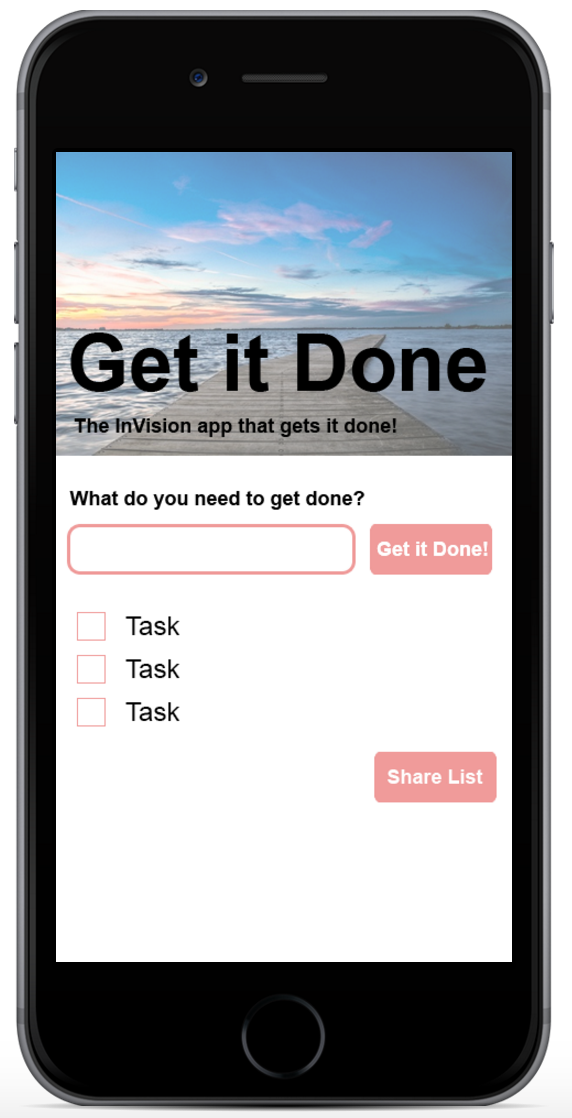 Get it Done
The InVision app that gets it done!
What do you need to get done?
Get it Done!
Task
Task
Task
Share List